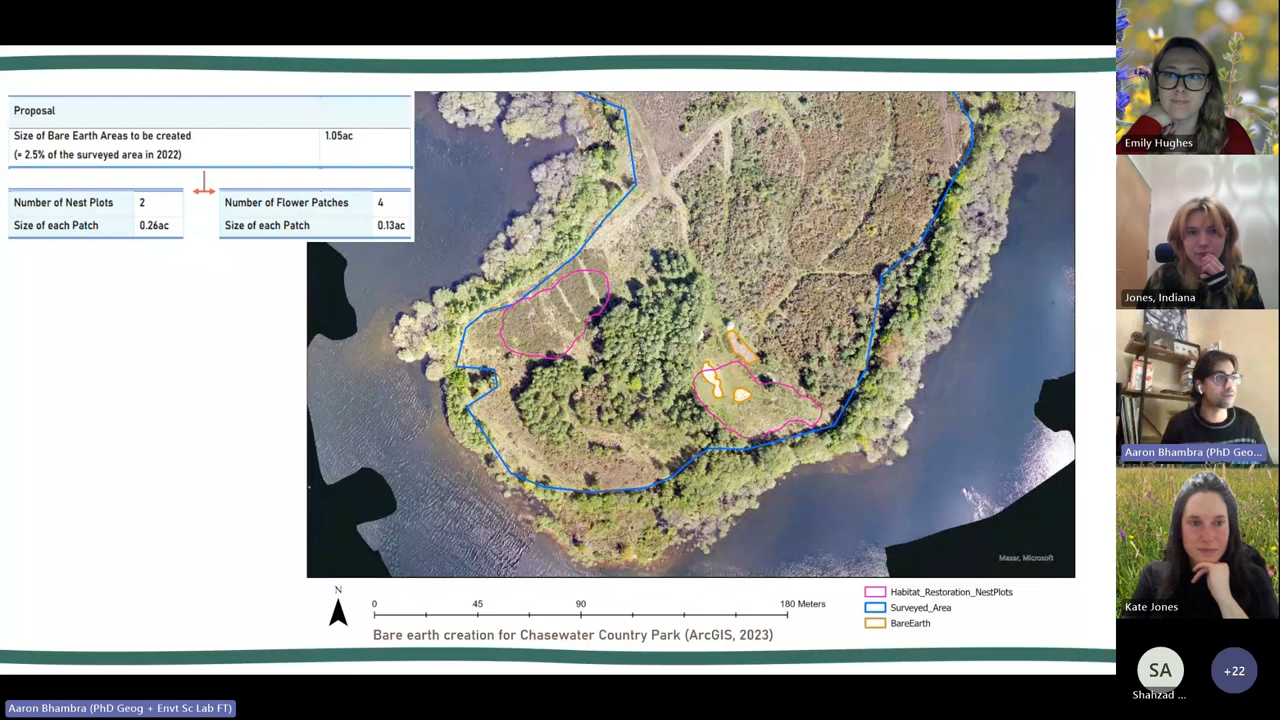 Proposal
Size of Bare Earth Areas to be created 1.05ac
(= 2.5% of the surveyed area in 2022)
Number of Nest Plots 2
Size of each Patch 0.26ac
Number of Flower Patches 4
Size of each Patch 0.13ac
Maxar, Microsoft
N
0 45 90 180 Meters
Bare earth creation for Chasewater Country Park (ArcGIS, 2023)
Habitat_Restoration_NestPlots
Surveyed_Area
BareEarth
Emily Hughes
Jones, Indiana
Aaron Bhambra (PhD Geo...
Kate Jones
SA
Shahzad ...
+22
Aaron Bhambra (PhD Geog + Envt Sc Lab FT)